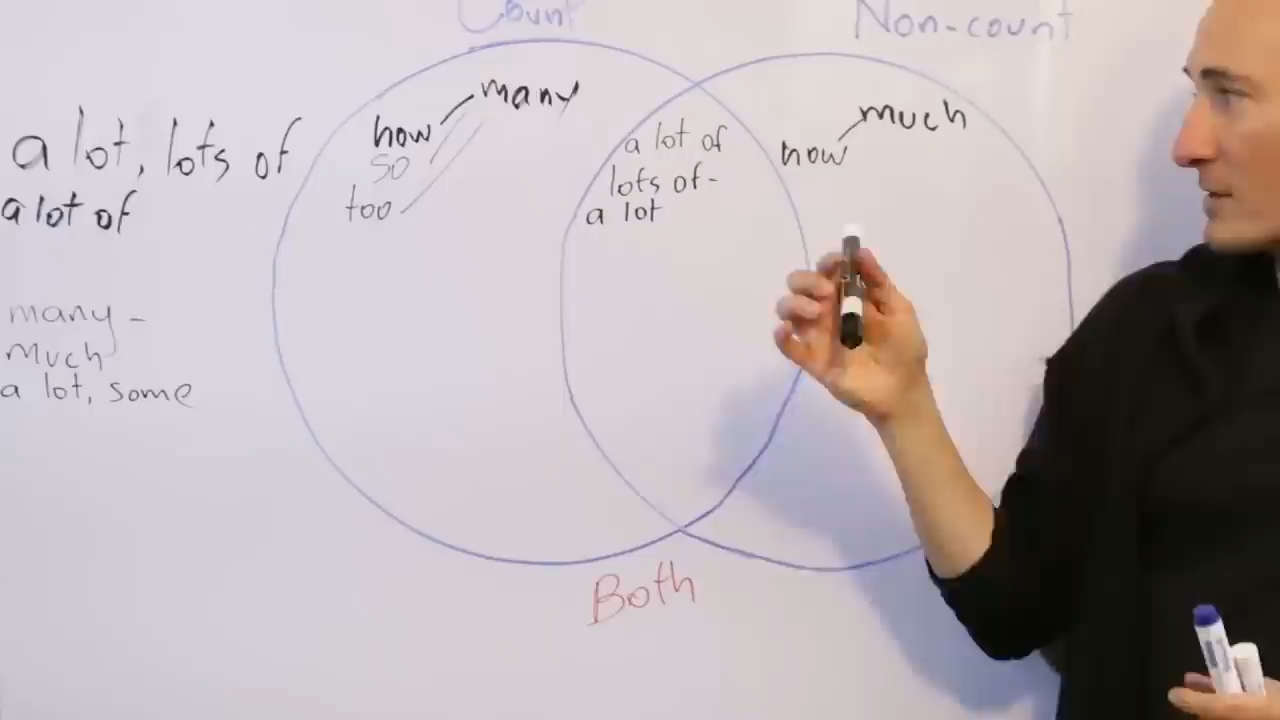 Count
Non-count
a lot, lots of
a lot of
many -
much
a lot, some
many
how
so
too
a lot of
lots of-
a lot
much
how
Both